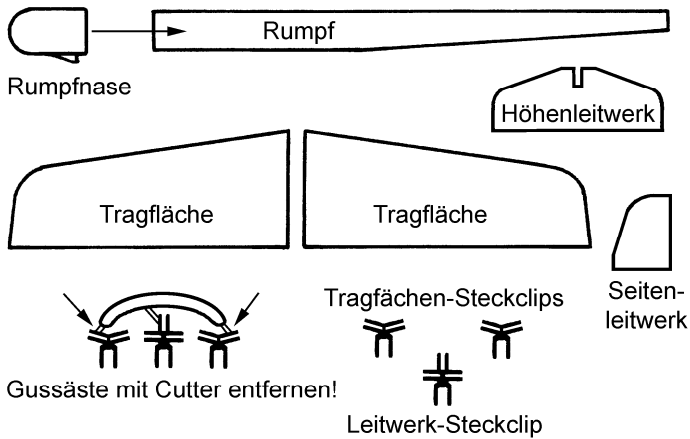 Rumpf
Rumpfnase
Höhenleitwerk
Tragfläche
Tragfläche
Tragfächen-Steckclips
Seiten-
leitwerk
Gussäste mit Cutter entfernen!
Leitwerk-Steckclip